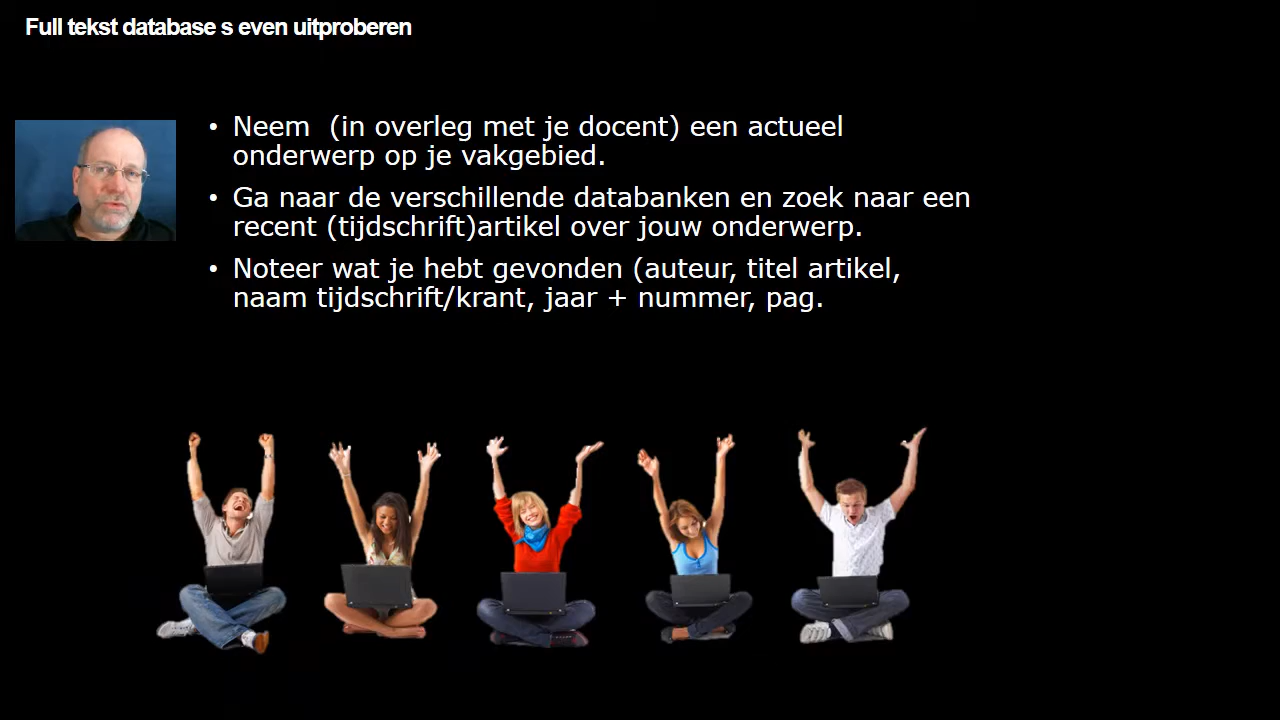 Full tekst database s even uitproberen
• Neem  (in overleg met je docent) een actueel
onderwerp op je vakgebied.
• Ga naar de verschillende databanken en zoek naar een
recent (tijdschrift)artikel over jouw onderwerp.
• Noteer wat je hebt gevonden (auteur, titel artikel,
naam tijdschrift/krant, jaar + nummer, pag.